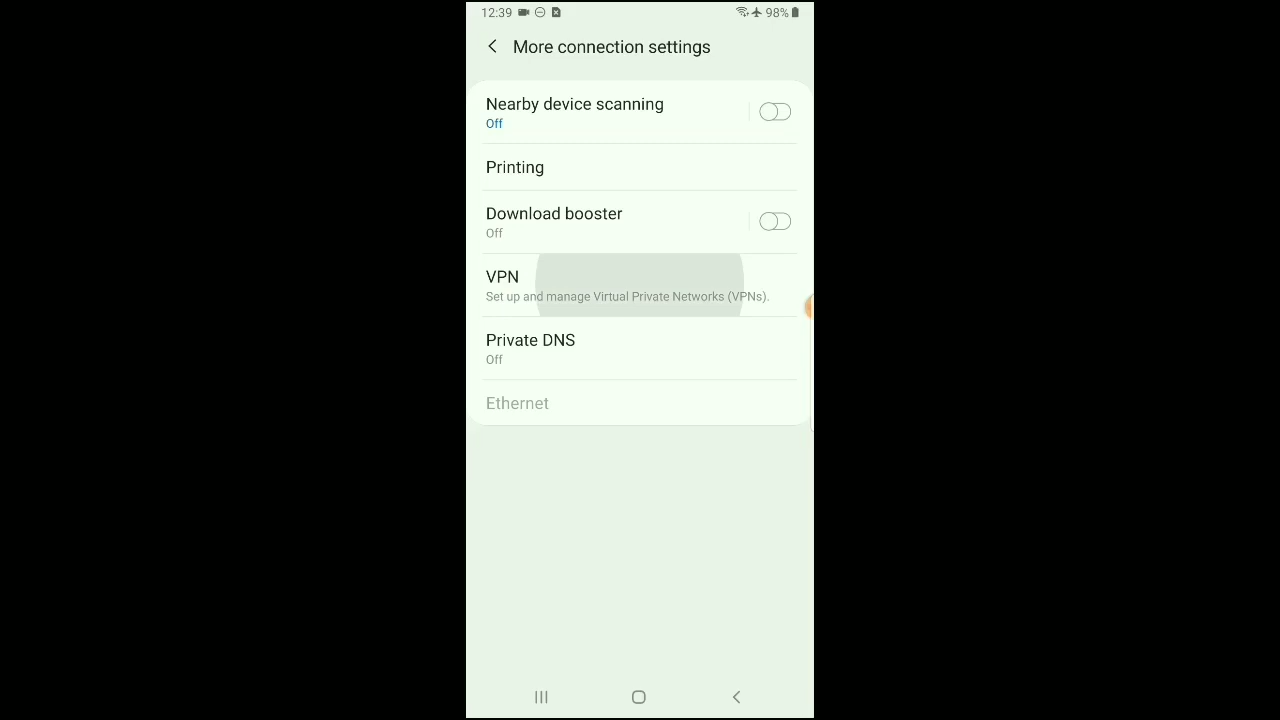 12:39 98%
More connection settings
Nearby device scanning
Off
Printing
Download booster
Off
VPN
Set up and manage Virtual Private Networks (VPNs).
Private DNS
Off
Ethernet